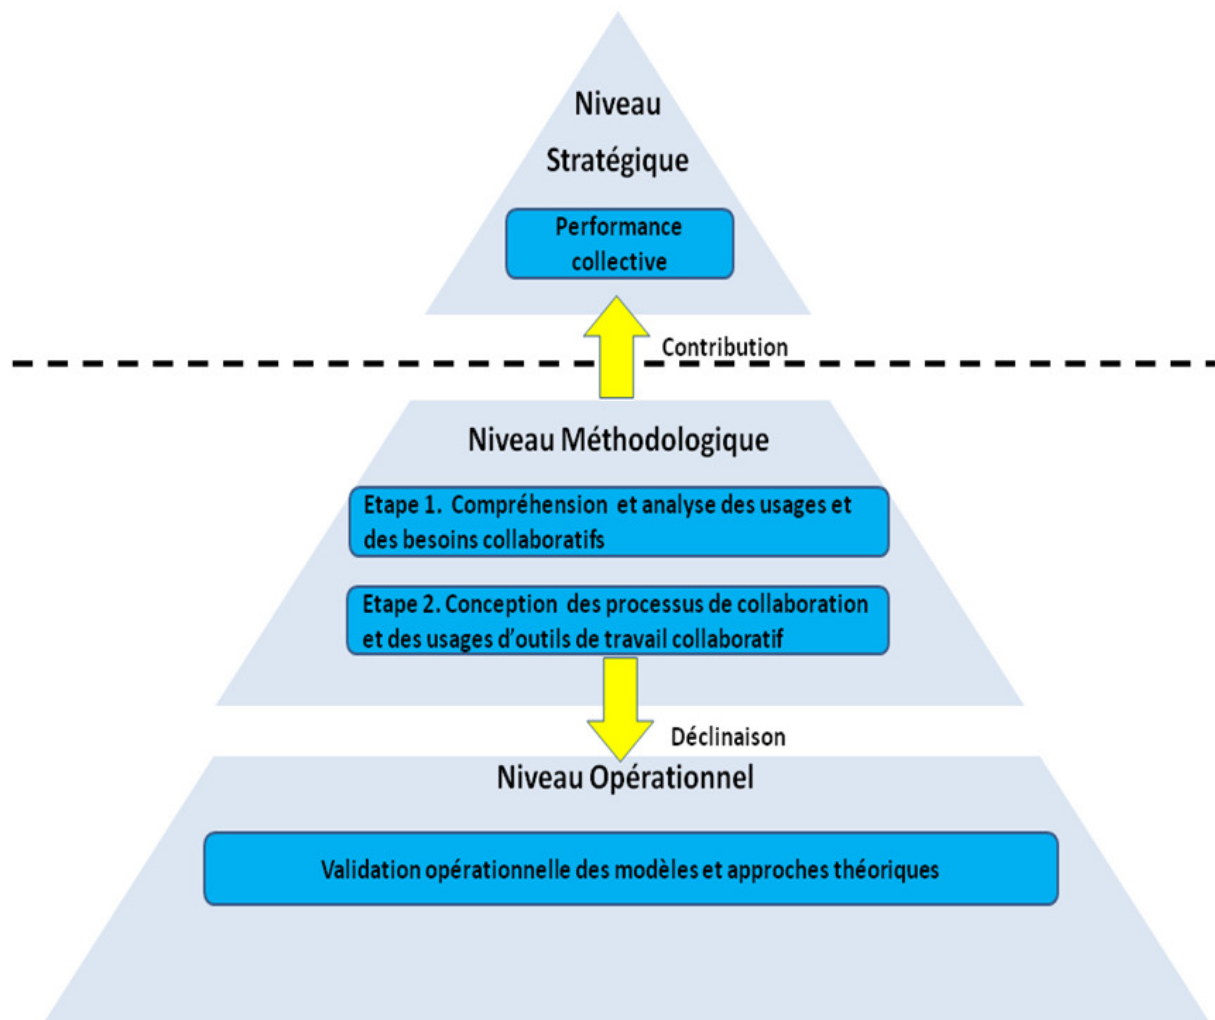 Niveau
Stratégique
Performance
collective
Contribution
Niveau Méthodologique
Etape 1. Compréhension et analyse des usages et
des besoins collaboratifs
Etape 2. Conception des processus de collaboration
et des usages d'outils de travail collaboratif
Déclinaison
Niveau Opérationnel
Validation opérationnelle des modèles et approches théoriques